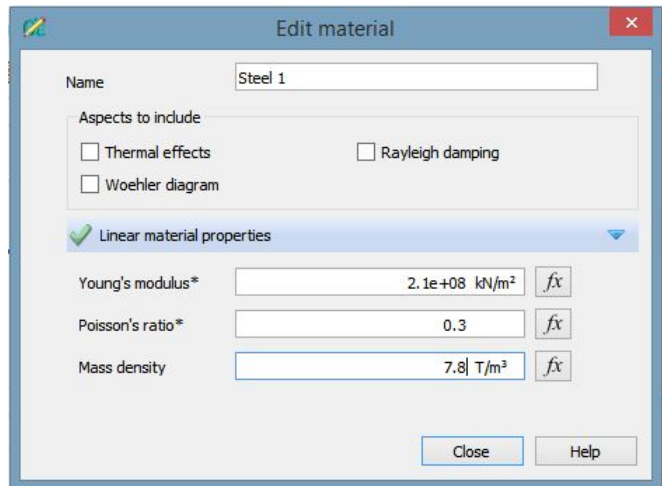 Edit material
Name Steel 1
Aspects to include
Thermal effects Rayleigh damping
Woehler diagram
Linear material properties
Young's modulus* 2.1e+08 kN/m² fx
Poisson's ratio* 0.3 fx
Mass density 7.8 T/m³ fx
Close Help